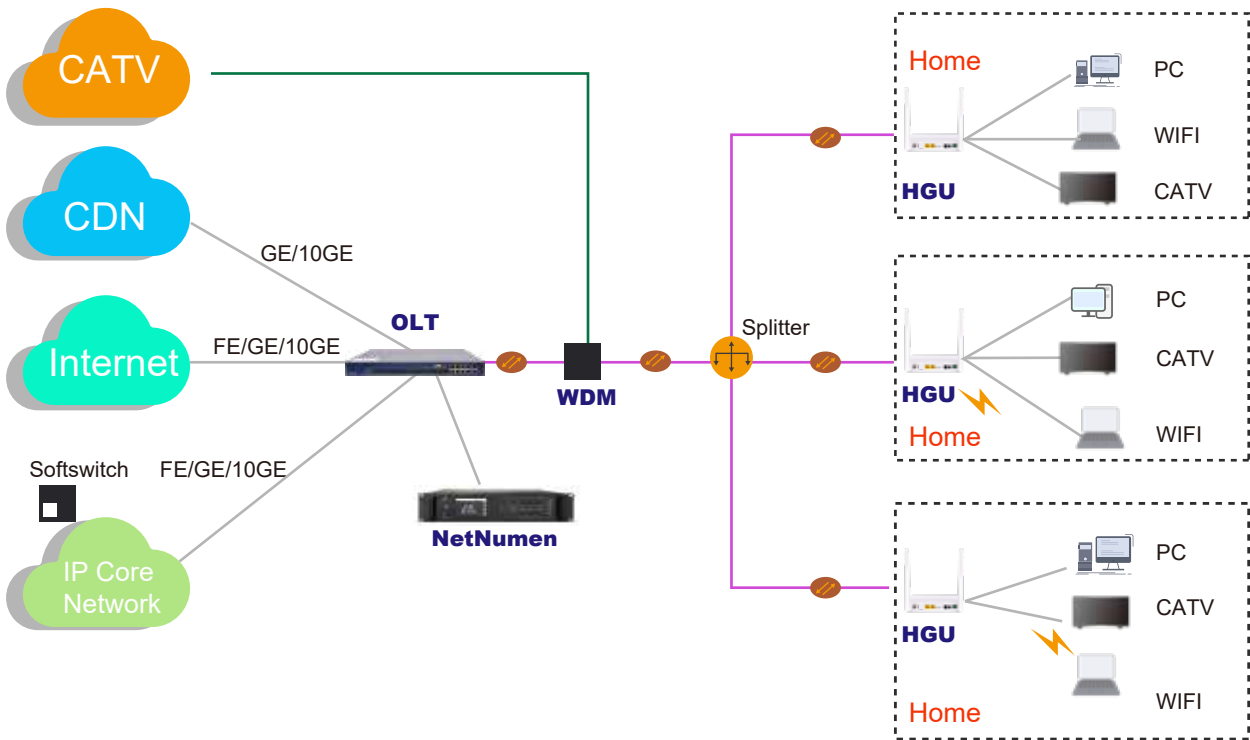 CATV
CDN
GE/10GE
Internet
FE/GE/10GE
OLT
Softswitch
FE/GE/10GE
IP Core
Network
NetNumen
WDM
Splitter
Home
HGU
PC
WIFI
CATV
HGU
Home
PC
CATV
WIFI
HGU
Home
PC
CATV
WIFI